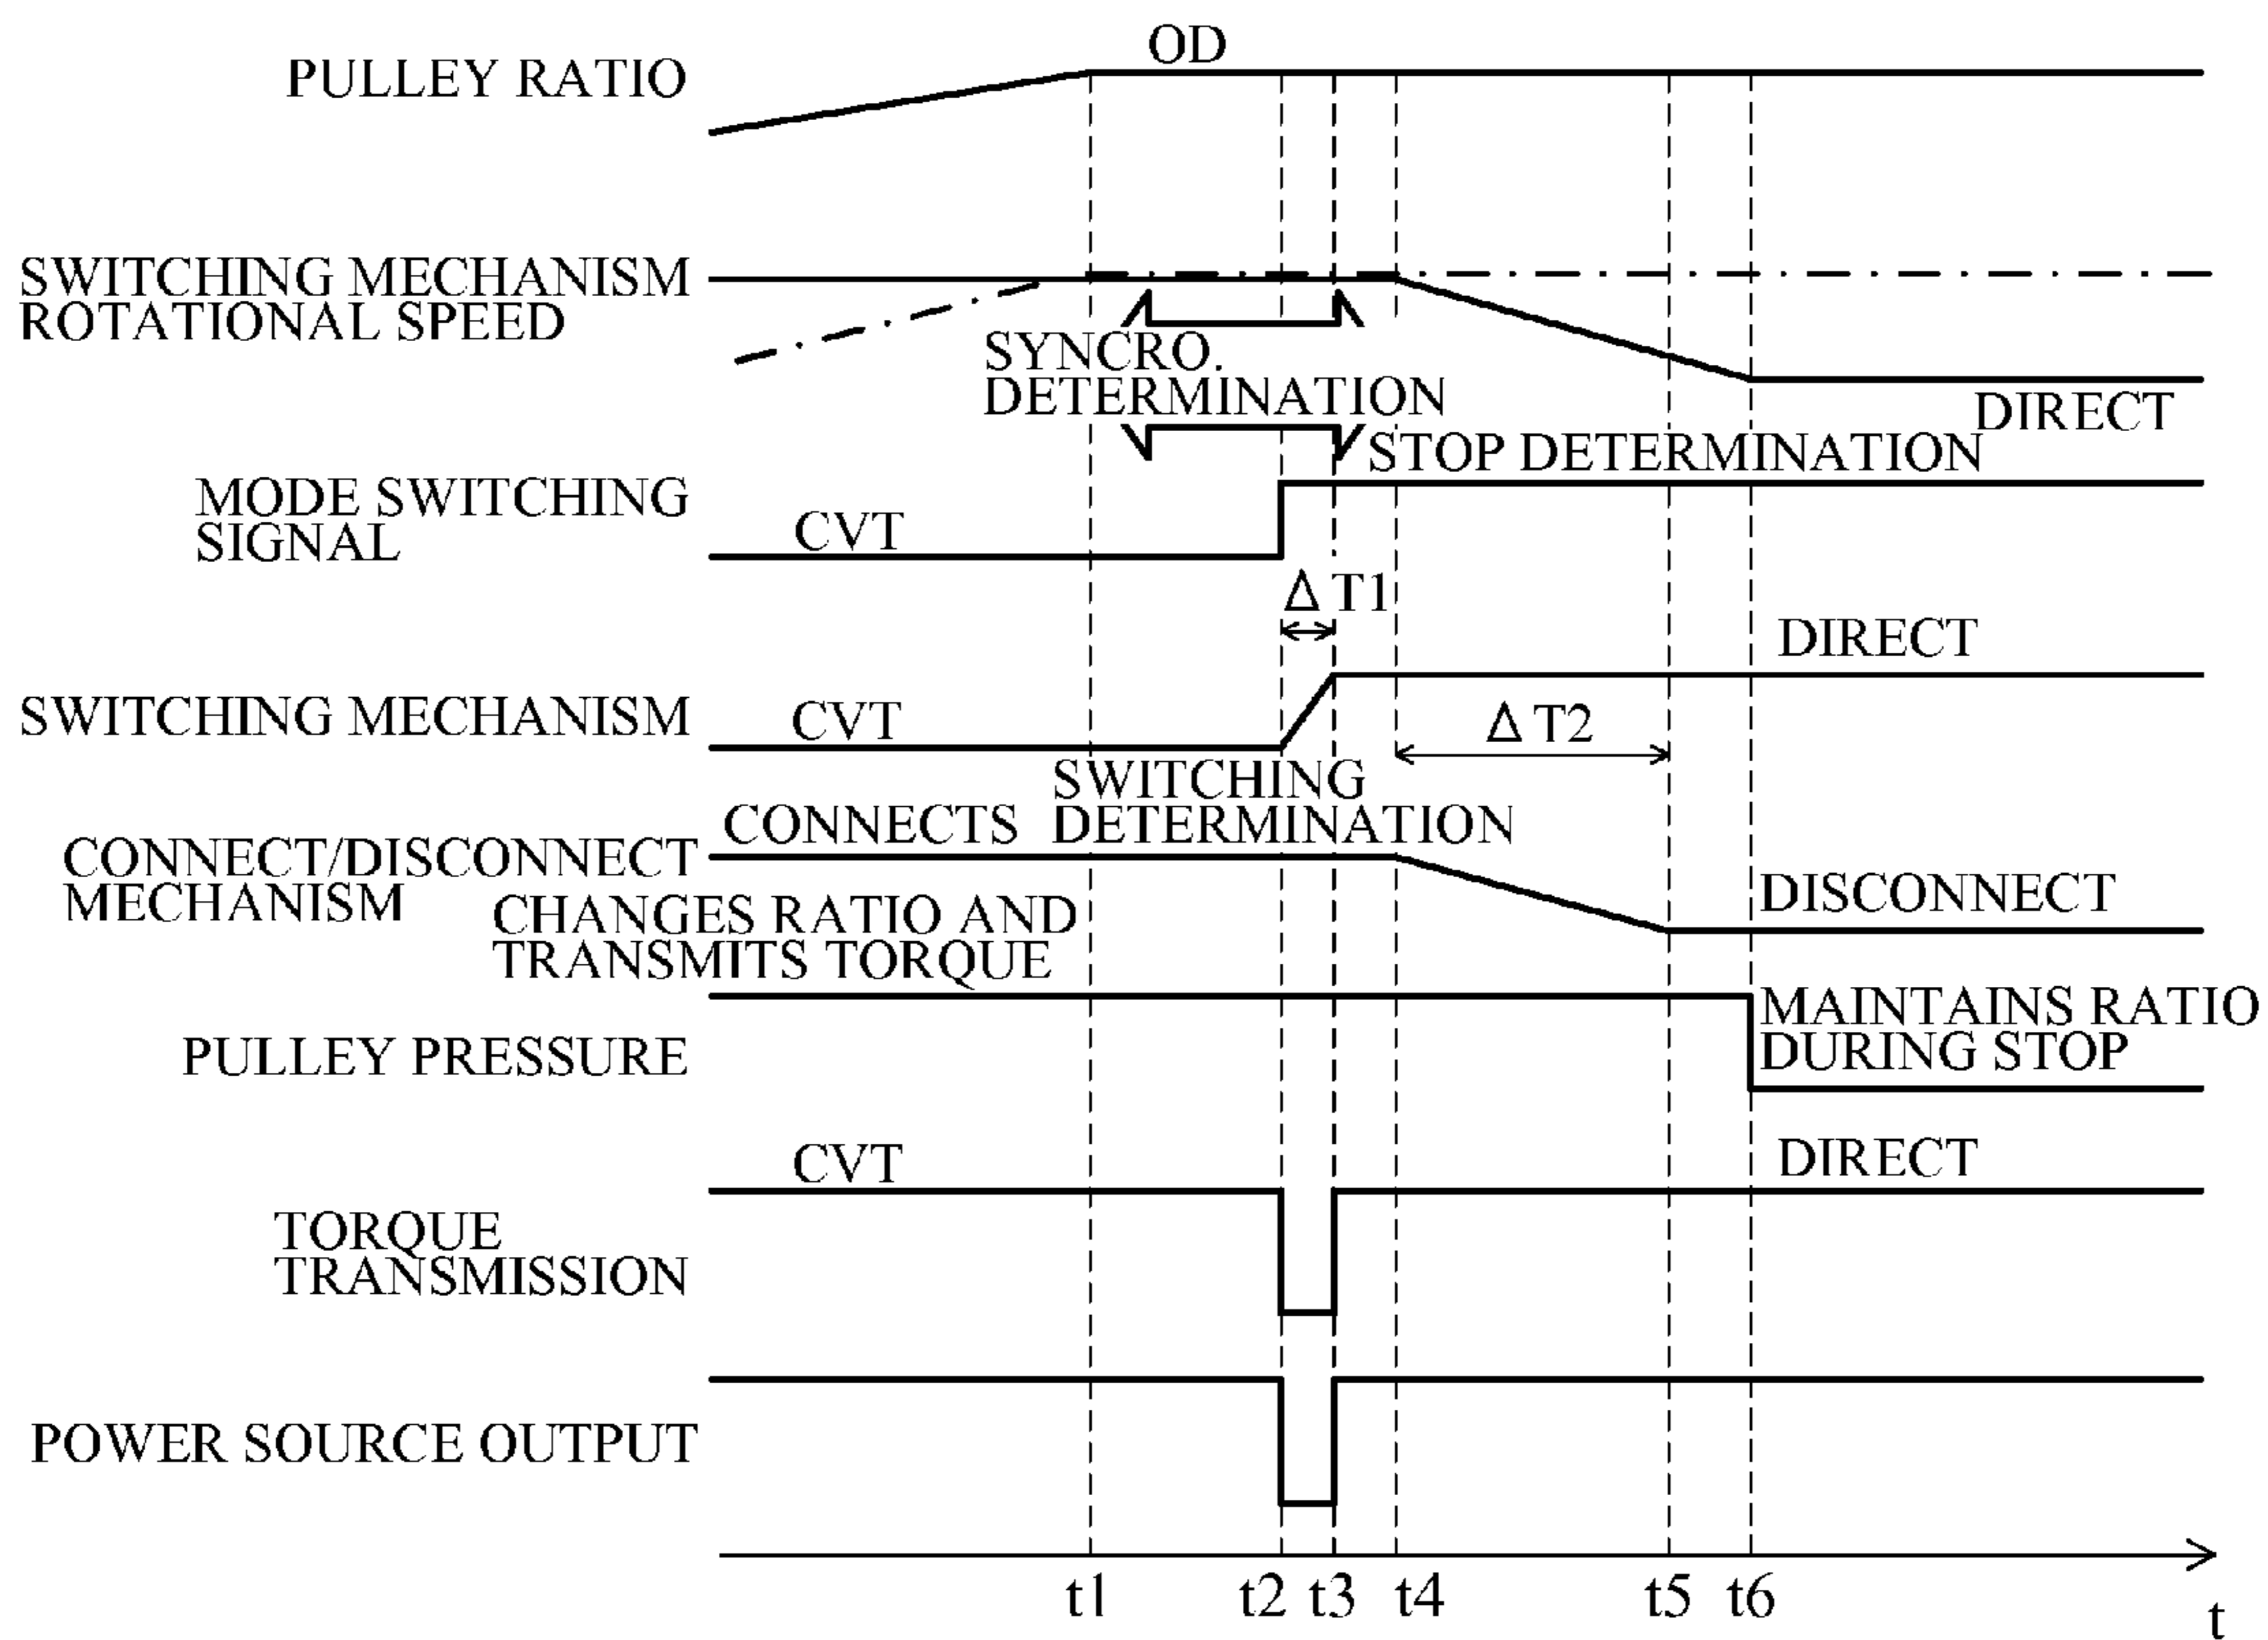 OD
PULLEY RATIO
SWITCHING MECHANISM
ROTATIONAL SPEED
SYNCRO.
DETERMINATION
DIRECT
STOP DETERMINATION
MODE SWITCHING
SIGNAL
CVT
Δ T1
DIRECT
SWITCHING MECHANISM
CVT
Δ T2
SWITCHING
DETERMINATION
CONNECTS
CONNECT/DISCONNECT
MECHANISM
DISCONNECT
CHANGES RATIO AND
TRANSMITS TORQUE
MAINTAINS RATIO
DURING STOP
PULLEY PRESSURE
CVT
DIRECT
TORQUE
TRANSMISSION
POWER SOURCE OUTPUT
t1 t2 t3 t4 t5 t6
t